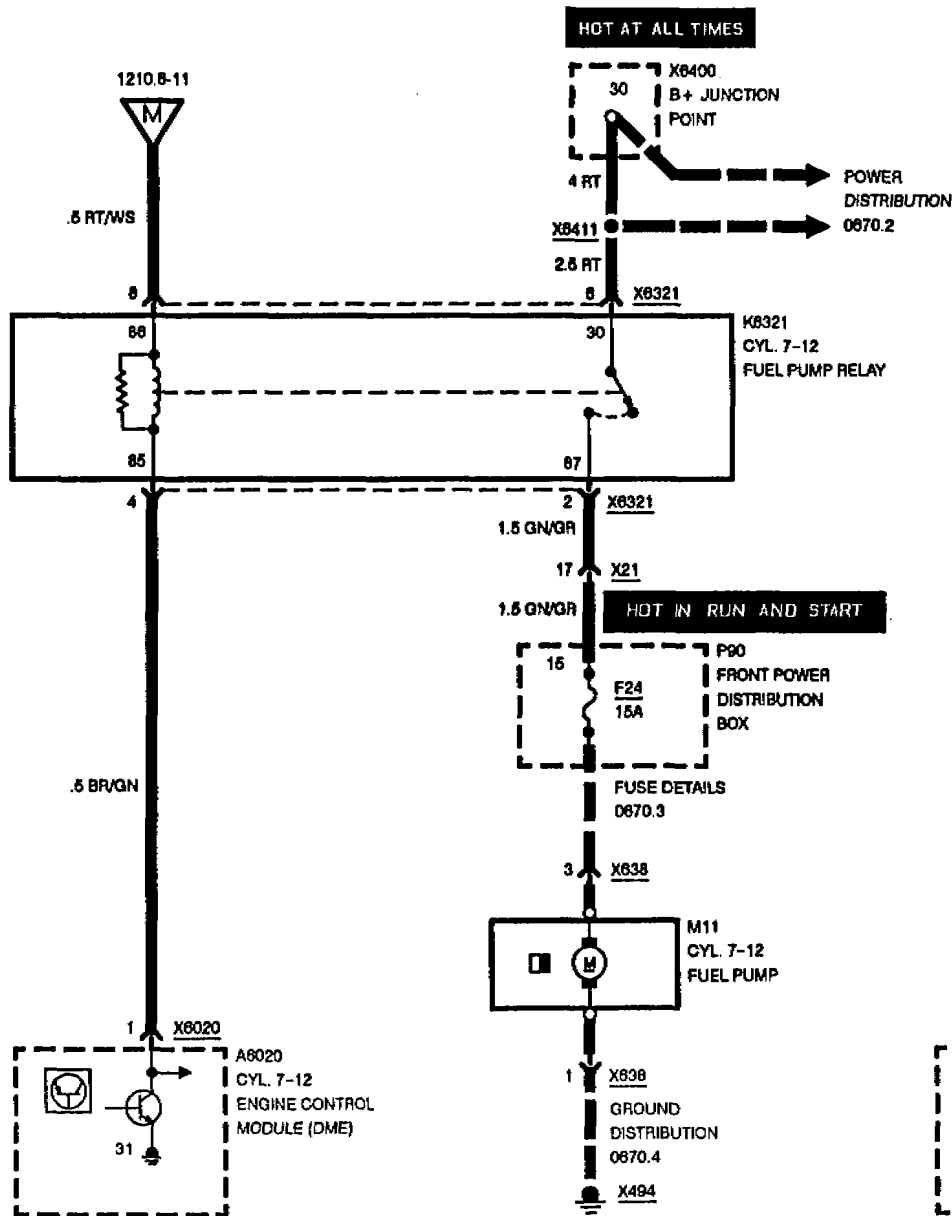 HOT AT ALL TIMES
1210.6-11
M
30
X6400
B+ JUNCTION
POINT
4 RT
POWER
DISTRIBUTION
0670.2
.5 RT/WS
X6411
2.5 RT
8
6
X6321
86
30
K6321
CYL. 7-12
FUEL PUMP RELAY
85
87
4
2
X6321
1.5 GN/GR
17
X21
1.5 GN/GR
HOT IN RUN AND START
15
P90
FRONT POWER
DISTRIBUTION
BOX
F24
15A
.5 BR/GN
FUSE DETAILS
0670.3
3
X638
M11
CYL. 7-12
FUEL PUMP
M
1
X6020
A6020
CYL. 7-12
ENGINE CONTROL
MODULE (DME)
31
1
X638
GROUND
DISTRIBUTION
0670.4
X494